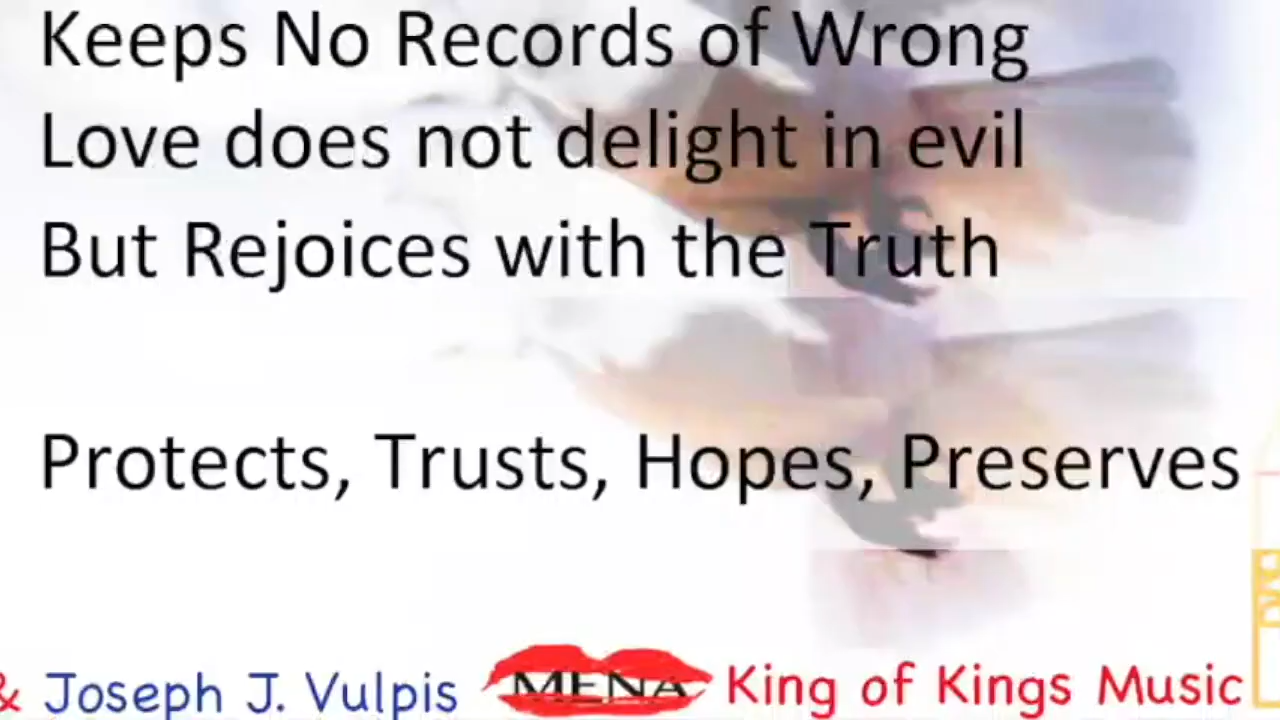 Keeps No Records of Wrong
Love does not delight in evil
But Rejoices with the Truth
Protects, Trusts, Hopes, Preserves
& Joseph J. Vulpis MENA King of Kings Music